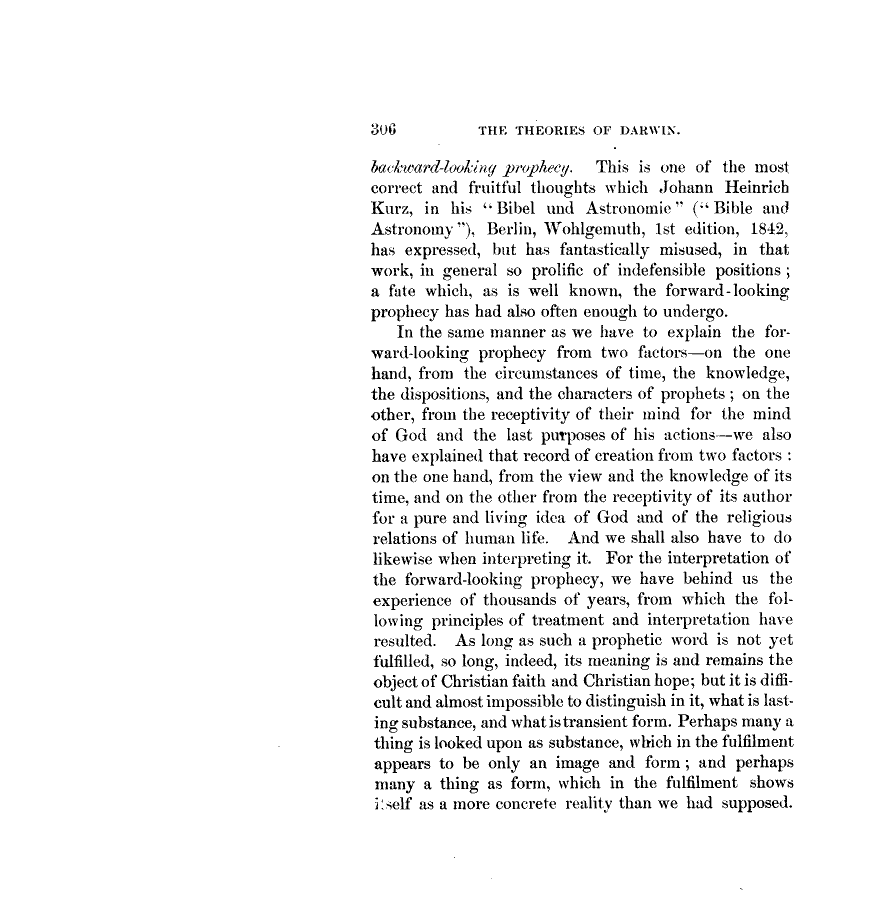 306 THE THEORIES OF DARWIN.
backward-looking prophecy. This is one of the most
correct and fruitful thoughts which Johann Heinrich
Kurz, in his “Bibel und Astronomie” (“Bible and
Astronomy”), Berlin, Wohlgemuth, 1st edition, 1842,
has expressed, but has fantastically misused, in that
work, in general so prolific of indefensible positions ;
a fate which, as is well known, the forward-looking
prophecy has had also often enough to undergo.
In the same manner as we have to explain the for-
ward-looking prophecy from two factors—on the one
hand, from the circumstances of time, the knowledge,
the dispositions, and the characters of prophets ; on the
other, from the receptivity of their mind for the mind
of God and the last purposes of his actions—we also
have explained that record of creation from two factors :
on the one hand, from the view and the knowledge of its
time, and on the other from the receptivity of its author
for a pure and living idea of God and of the religious
relations of human life. And we shall also have to do
likewise when interpreting it. For the interpretation of
the forward-looking prophecy, we have behind us the
experience of thousands of years, from which the fol-
lowing principles of treatment and interpretation have
resulted. As long as such a prophetic word is not yet
fulfilled, so long, indeed, its meaning is and remains the
object of Christian faith and Christian hope; but it is diffi-
cult and almost impossible to distinguish in it, what is last-
ing substance, and what is transient form. Perhaps many a
thing is looked upon as substance, which in the fulfilment
appears to be only an image and form ; and perhaps
many a thing as form, which in the fulfilment shows
itself as a more concrete reality than we had supposed.